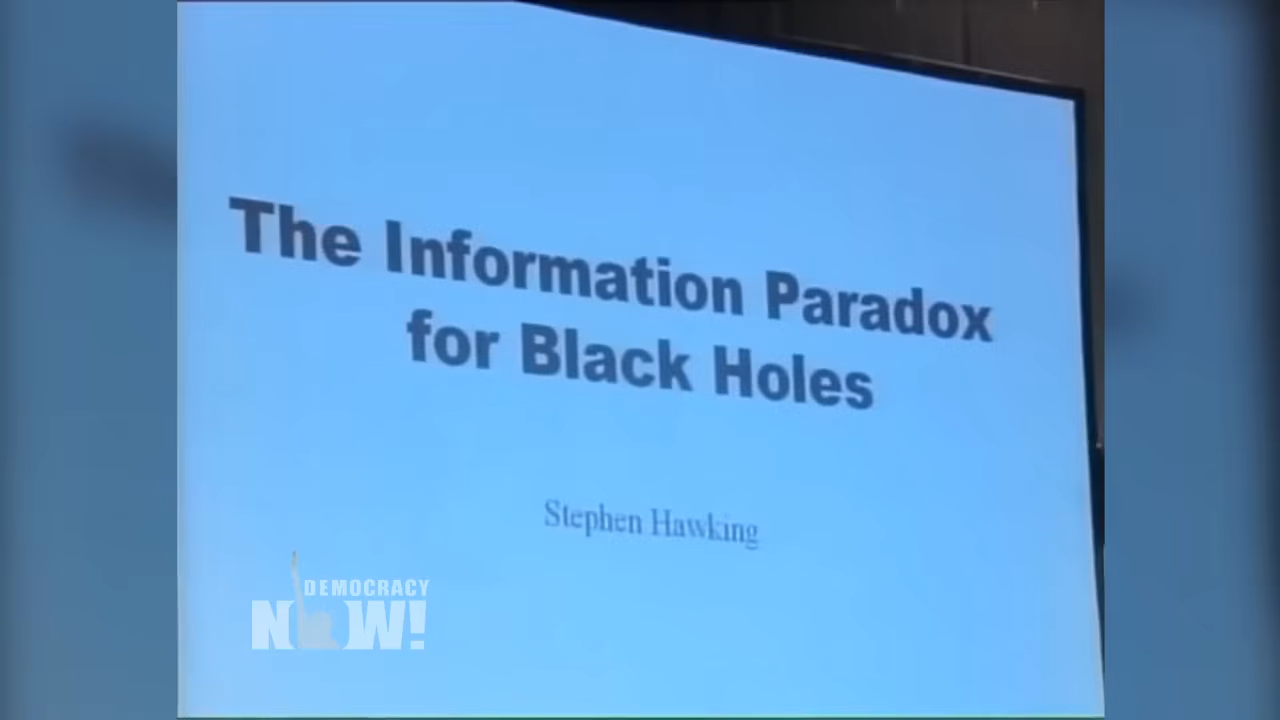 The Information Paradox
for Black Holes
Stephen Hawking
DEMOCRACY
NOW!